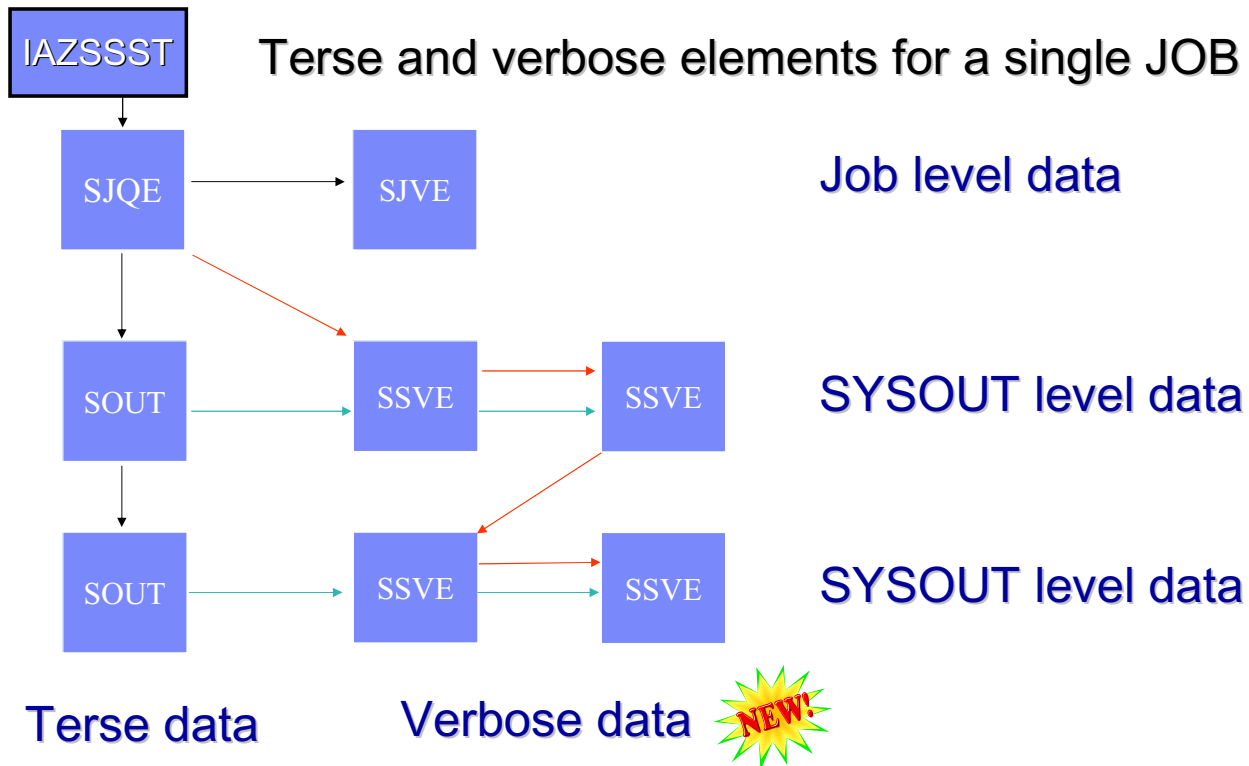 IAZSSST
Terse and verbose elements for a single JOB
SJQE
SJVE
Job level data
SOUT
SSVE
SSVE
SYSOUT level data
SOUT
SSVE
SSVE
SYSOUT level data
Terse data
Verbose data
NEW!